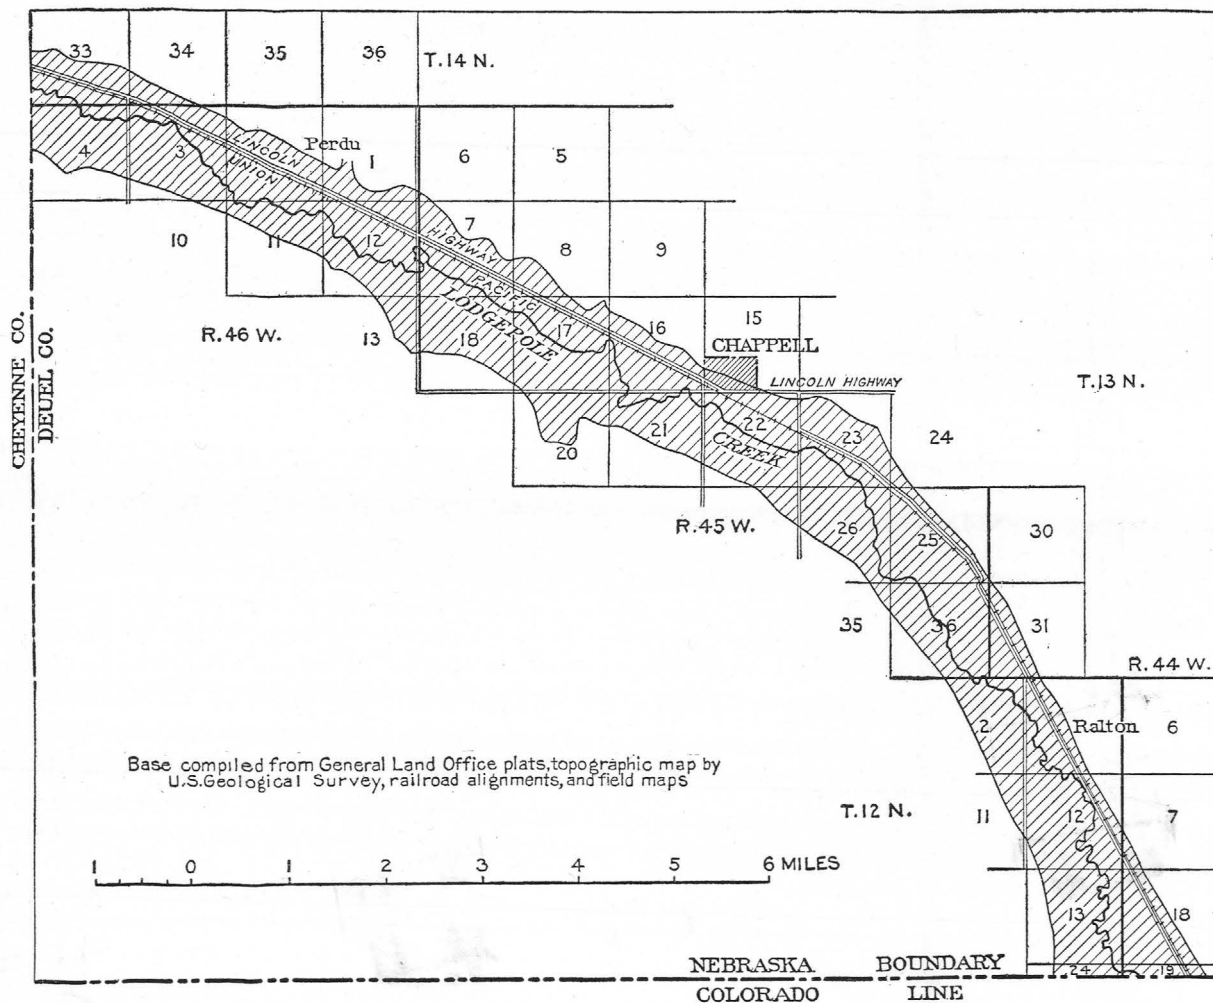 33 34 35 36
T.14 N.
4 3 Perdu 1 6 5
LINCOLN HIGHWAY
UNION PACIFIC
10 11 12 7 8 9
R.46 W.
13 18 17 16 15
LODGEPOLE CREEK
CHAPPELL
LINCOLN HIGHWAY
T.13 N.
CHEYENNE CO.
DEUEL CO.
20 21 22 23 24
R.45 W.
26 25 30
35 36 31
R.44 W.
2 Ralton 6
Base compiled from General Land Office plats, topographic map by
U.S. Geological Survey, railroad alignments, and field maps
T.12 N.
11 12 7
1 0 1 2 3 4 5 6 MILES
13 18
24 19
NEBRASKA BOUNDARY
COLORADO LINE